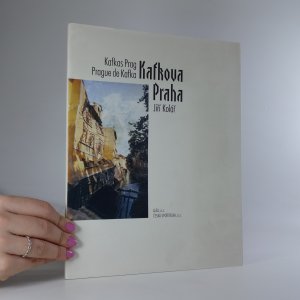 Kafkas Prag
Prague de Kafka
Kafkova
Praha
Jiří Kolář